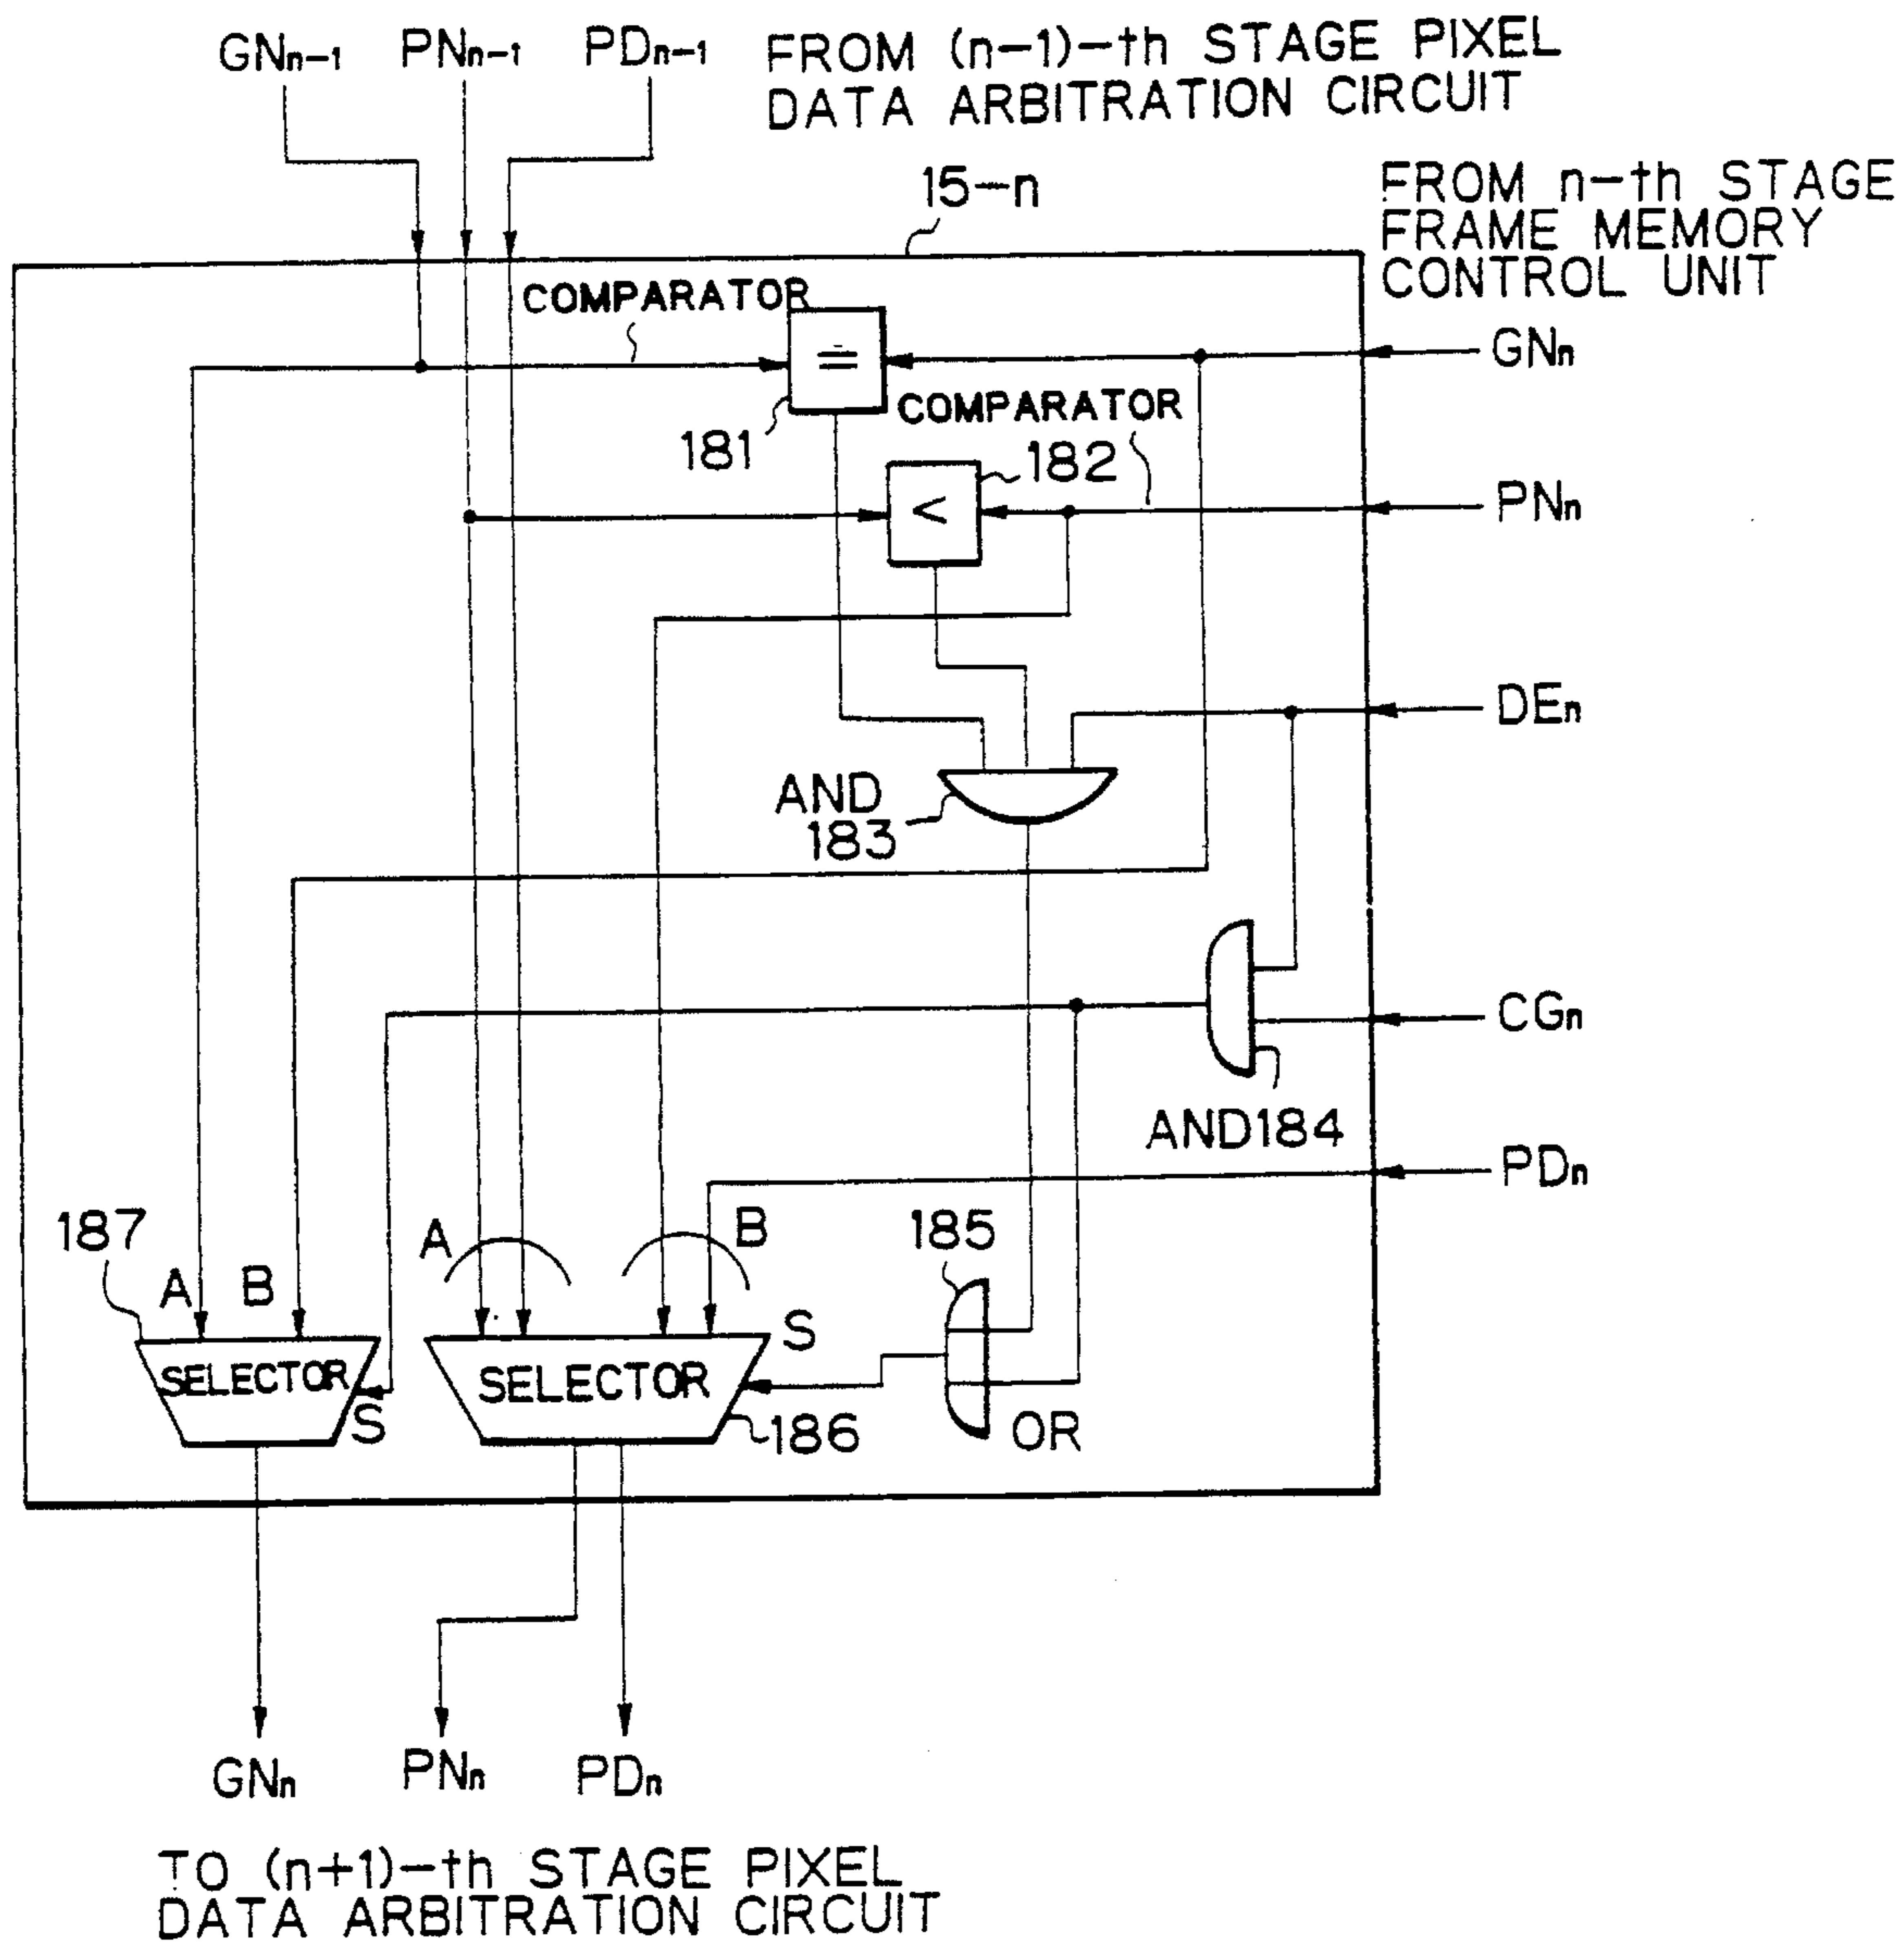 GNn-1 PNn-1 PDn-1
FROM (n-1)-th STAGE PIXEL
DATA ARBITRATION CIRCUIT
15-n
FROM n-th STAGE
FRAME MEMORY
CONTROL UNIT
COMPARATOR
=
GNn
181
COMPARATOR
182
<
PNn
DEn
AND
183
CGn
AND184
PDn
187
A
B
A
B
185
SELECTOR
S
SELECTOR
S
186
OR
GNn
PNn
PDn
TO (n+1)-th STAGE PIXEL
DATA ARBITRATION CIRCUIT